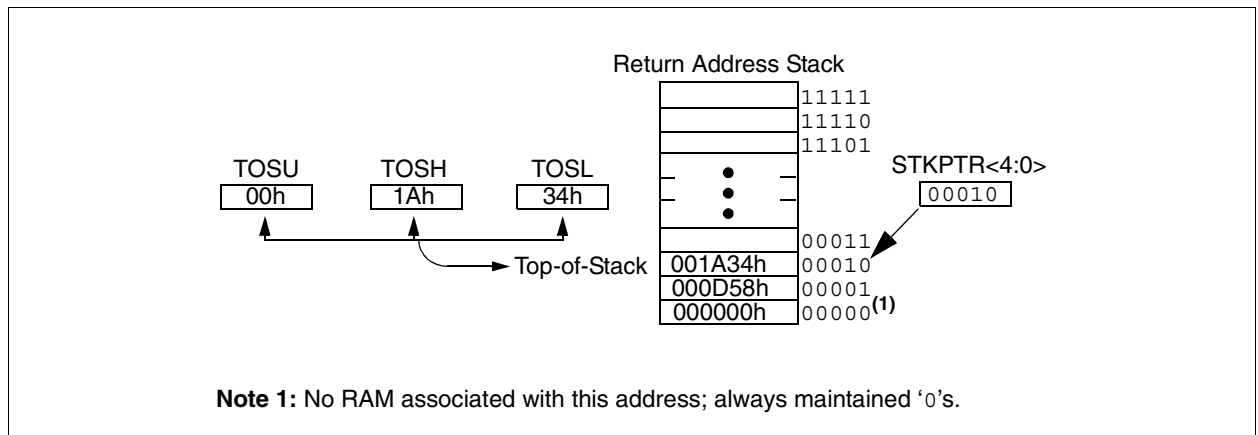 Return Address Stack
11111
11110
11101
TOSU TOSH TOSL STKPTR<4:0>
00h 1Ah 34h 00010
00011
Top-of-Stack 001A34h 00010
000D58h 00001
000000h 00000(1)
Note 1: No RAM associated with this address; always maintained ‘0’s.